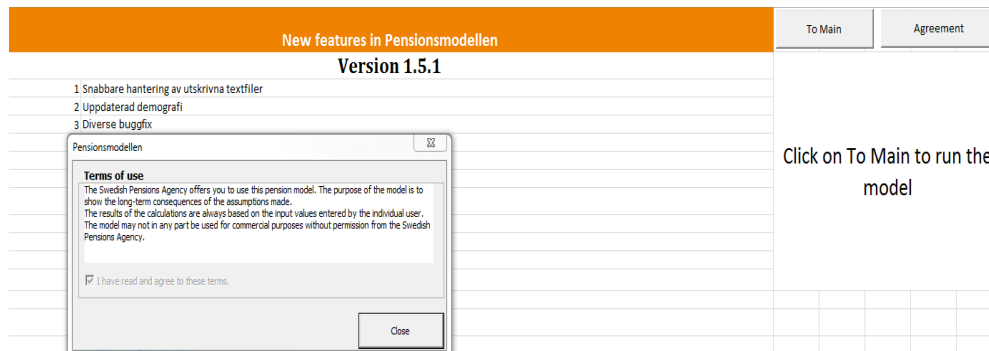 New features in Pensionsmodellen
To Main
Agreement
Version 1.5.1
1 Snabbare hantering av utskrivna textfiler
2 Uppdaterad demografi
3 Diverse buggfix
Pensionsmodellen
Terms of use
The Swedish Pensions Agency offers you to use this pension model. The purpose of the model is to
show the long-term consequences of the assumptions made.
The results of the calculations are always based on the input values entered by the individual user.
The model may not in any part be used for commercial purposes without permission from the Swedish
Pensions Agency.
I have read and agree to these terms.
Close
Click on To Main to run the
model